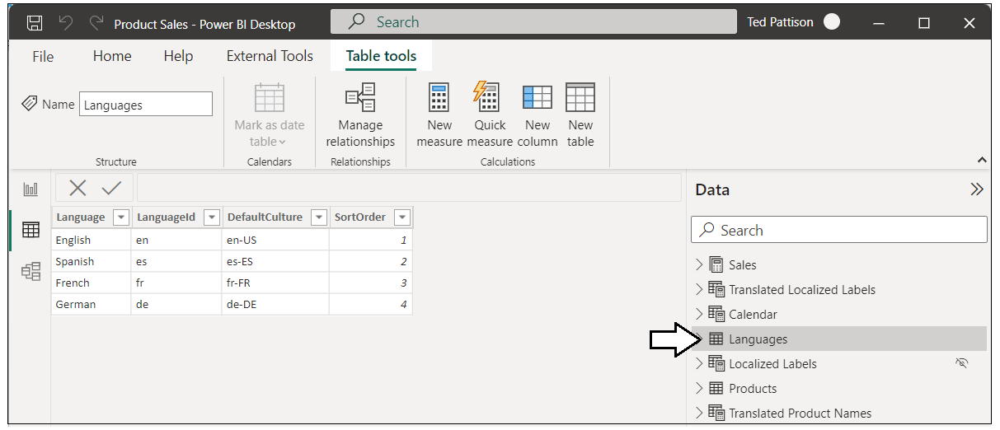 Product Sales - Power BI Desktop
Search
Ted Pattison
File
Home
Help
External Tools
Table tools
Name
Languages
Structure
Mark as date
table
Calendars
Manage
relationships
Relationships
New
measure
Quick
measure
New
column
New
table
Calculations
Language LanguageId DefaultCulture SortOrder
English en en-US 1
Spanish es es-ES 2
French fr fr-FR 3
German de de-DE 4
Data
Search
Sales
Translated Localized Labels
Calendar
Languages
Localized Labels
Products
Translated Product Names